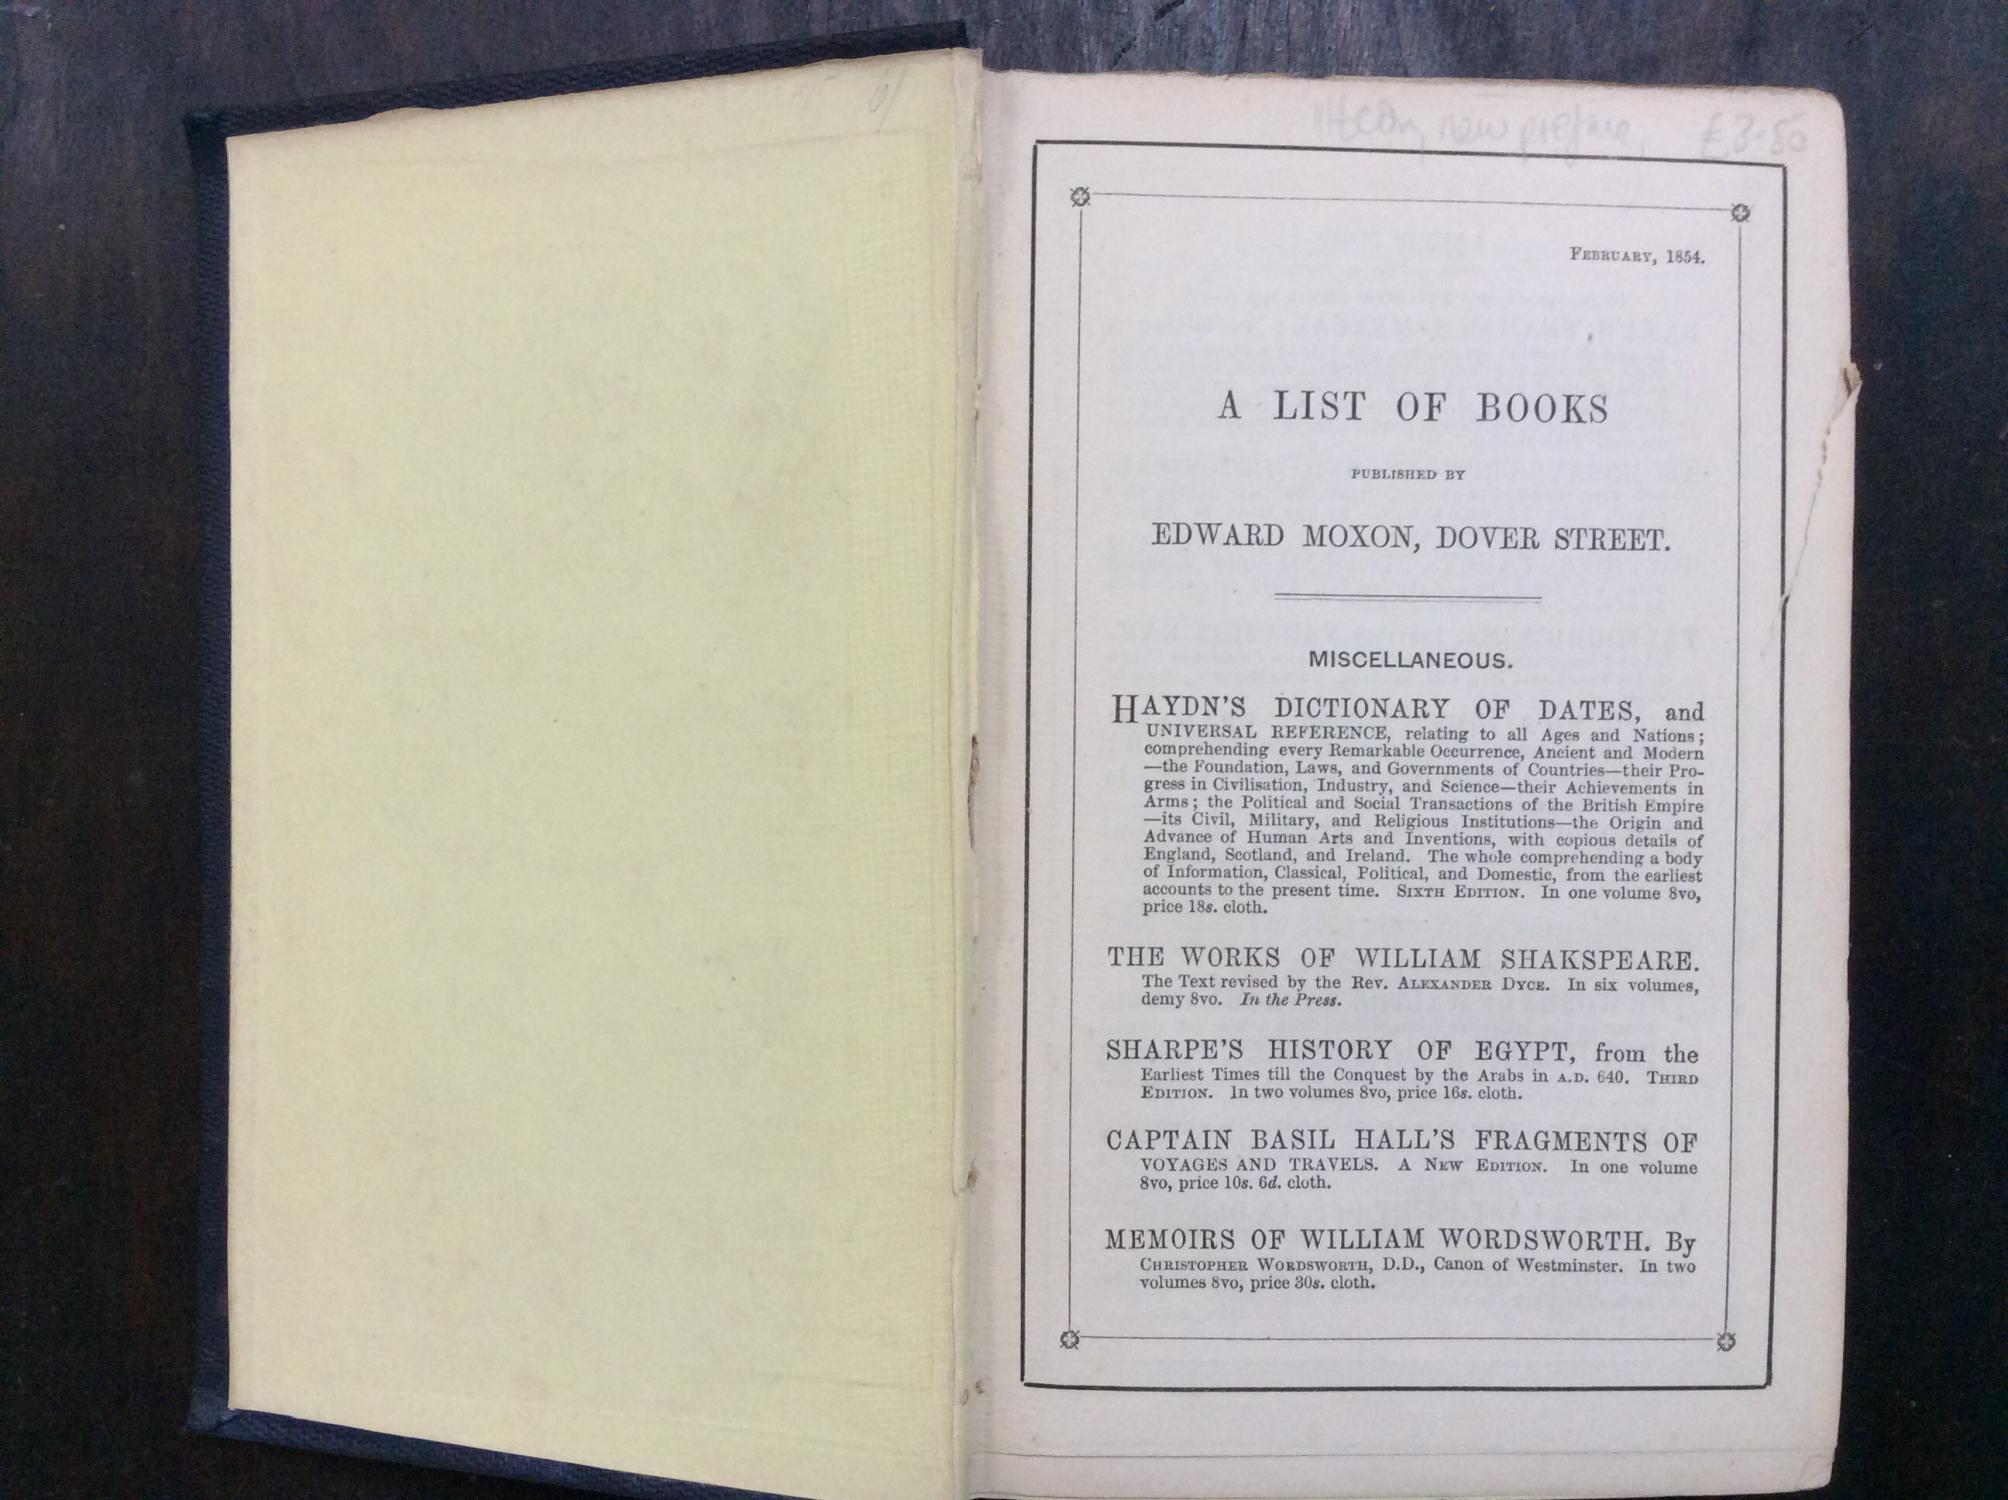 new preface, £3.50
FEBRUARY, 1854.
A LIST OF BOOKS
PUBLISHED BY
EDWARD MOXON, DOVER STREET.
MISCELLANEOUS.
HAYDN'S DICTIONARY OF DATES, and
UNIVERSAL REFERENCE, relating to all Ages and Nations;
comprehending every Remarkable Occurrence, Ancient and Modern
—the Foundation, Laws, and Governments of Countries—their Pro-
gress in Civilisation, Industry, and Science—their Achievements in
Arms; the Political and Social Transactions of the British Empire
—its Civil, Military, and Religious Institutions—the Origin and
Advance of Human Arts and Inventions, with copious details of
England, Scotland, and Ireland. The whole comprehending a body
of Information, Classical, Political, and Domestic, from the earliest
accounts to the present time. SIXTH EDITION. In one volume 8vo,
price 18s. cloth.
THE WORKS OF WILLIAM SHAKSPEARE.
The Text revised by the Rev. ALEXANDER DYCE. In six volumes,
demy 8vo. In the Press.
SHARPE'S HISTORY OF EGYPT, from the
Earliest Times till the Conquest by the Arabs in A.D. 640. THIRD
EDITION. In two volumes 8vo, price 16s. cloth.
CAPTAIN BASIL HALL'S FRAGMENTS OF
VOYAGES AND TRAVELS. A NEW EDITION. In one volume
8vo, price 10s. 6d. cloth.
MEMOIRS OF WILLIAM WORDSWORTH. By
CHRISTOPHER WORDSWORTH, D.D., Canon of Westminster. In two
volumes 8vo, price 30s. cloth.